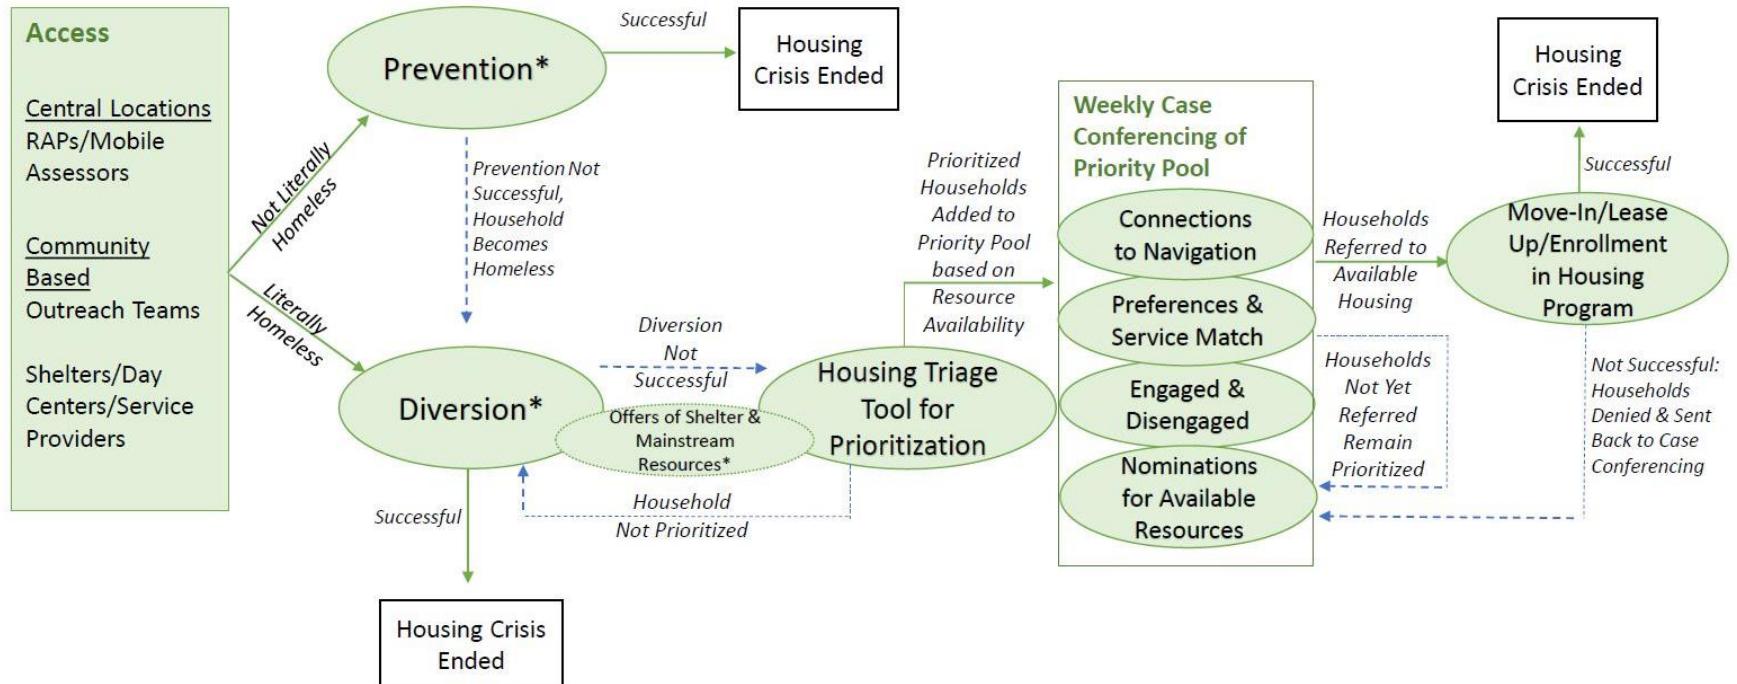 Access
Central Locations
RAPs/Mobile
Assessors
Community
Based
Outreach Teams
Shelters/Day
Centers/Service
Providers
Not Literally
Homeless
Literally
Homeless
Prevention*
Successful
Housing
Crisis Ended
Prevention Not
Successful,
Household
Becomes
Homeless
Diversion*
Successful
Housing Crisis
Ended
Diversion
Not
Successful
Offers of Shelter &
Mainstream
Resources*
Household
Not Prioritized
Housing Triage
Tool for
Prioritization
Prioritized
Households
Added to
Priority Pool
based on
Resource
Availability
Weekly Case
Conferencing of
Priority Pool
Connections
to Navigation
Preferences &
Service Match
Engaged &
Disengaged
Nominations
for Available
Resources
Households
Referred to
Available
Housing
Households
Not Yet
Referred
Remain
Prioritized
Housing
Crisis Ended
Successful
Move-In/Lease
Up/Enrollment
in Housing
Program
Not Successful:
Households
Denied & Sent
Back to Case
Conferencing